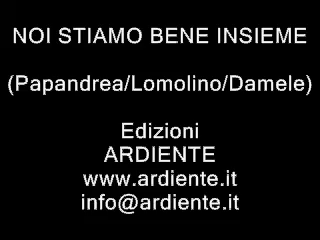 NOI STIAMO BENE INSIEME
(Papandrea/Lomolino/Damele)
Edizioni
ARDIENTE
www.ardiente.it
info@ardiente.it